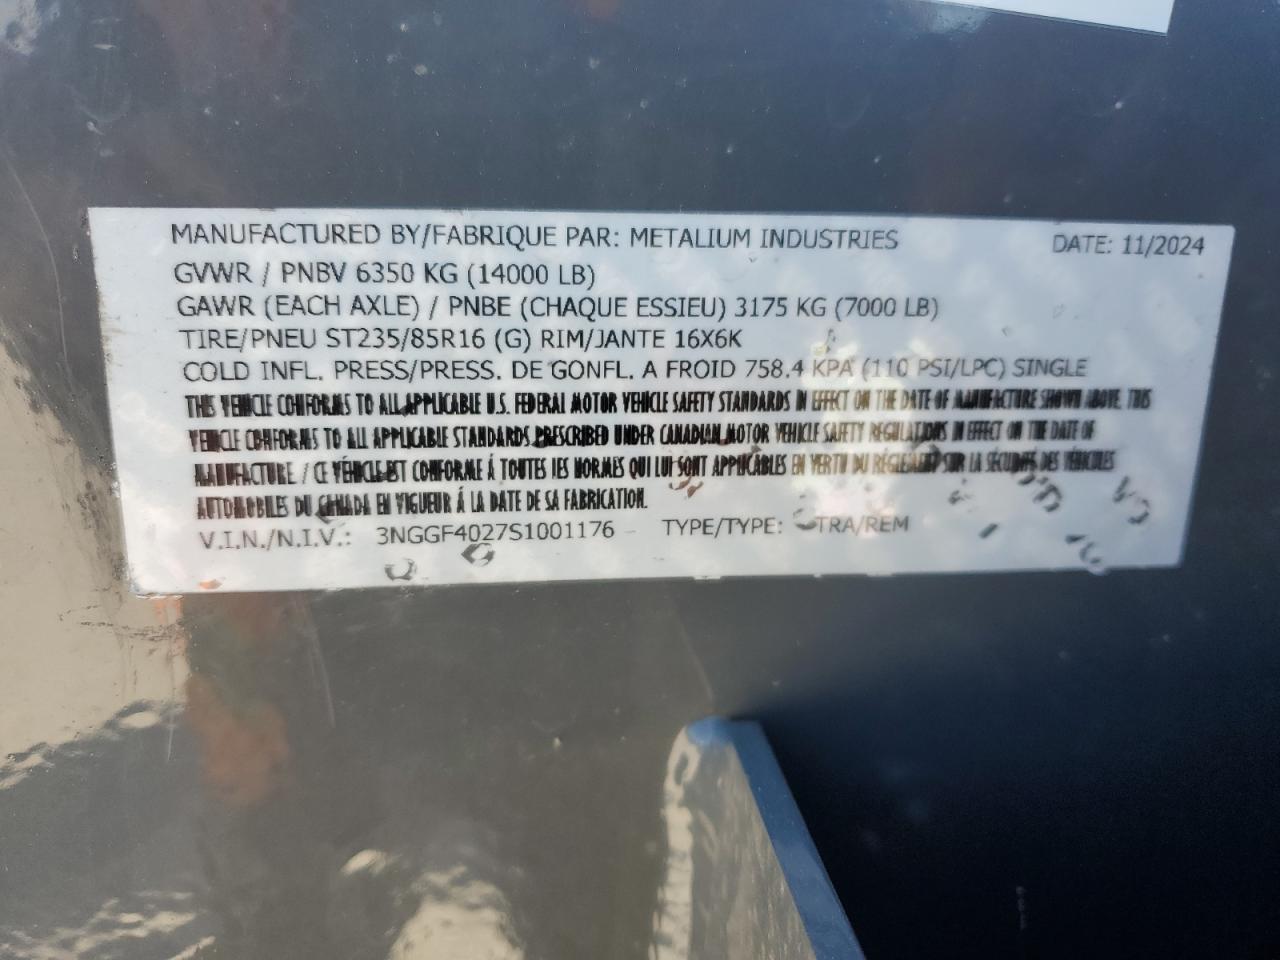 MANUFACTURED BY/FABRIQUE PAR: METALIUM INDUSTRIES DATE: 11/2024
GVWR / PNBV 6350 KG (14000 LB)
GAWR (EACH AXLE) / PNBE (CHAQUE ESSIEU) 3175 KG (7000 LB)
TIRE/PNEU ST235/85R16 (G) RIM/JANTE 16X6K
COLD INFL. PRESS/PRESS. DE GONFL. A FROID 758.4 KPA (110 PSI/LPC) SINGLE
THIS VEHICLE CONFORMS TO ALL APPLICABLE U.S. FEDERAL MOTOR VEHICLE SAFETY STANDARDS IN EFFECT ON THE DATE OF MANUFACTURE SHOWN ABOVE. THIS
VEHICLE CONFORMS TO ALL APPLICABLE STANDARDS PRESCRIBED UNDER CANADIAN MOTOR VEHICLE SAFETY REGULATIONS IN EFFECT ON THE DATE OF
MANUFACTURE / CE VÉHICLE EST CONFORME Á TOUTES LES NORMES QUI LUI SONT APPLICABLES EN VERTU DU RÉGLEMENT SUR LA SÉCURITÉ DES VÉHICULES
AUTOMOBILES DU CANADA EN VIGUEUR Á LA DATE DE SA FABRICATION.
V.I.N./N.I.V.: 3NGGF4027S1001176 TYPE/TYPE: TRA/REM